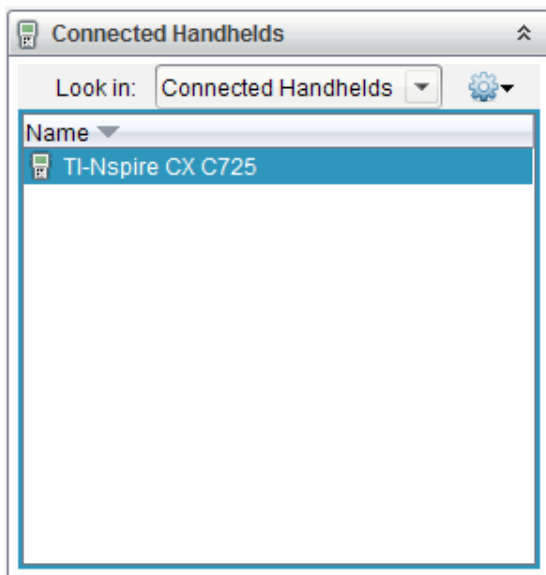 Connected Handhelds
Look in: Connected Handhelds
Name
TI-Nspire CX C725